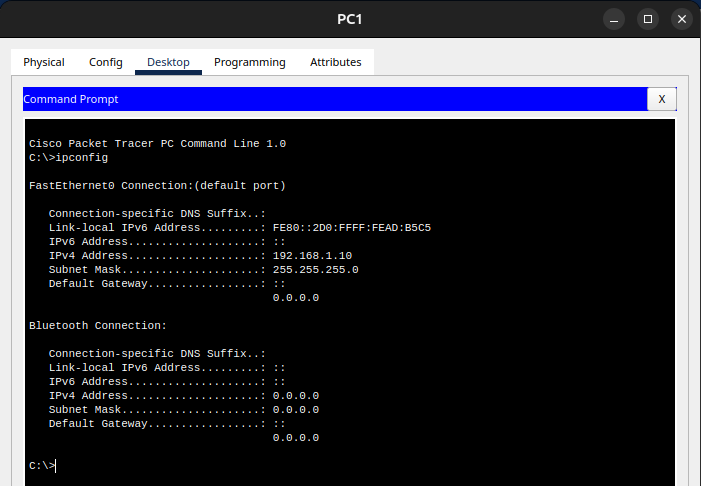 PC1
Physical Config Desktop Programming Attributes
Command Prompt X
Cisco Packet Tracer PC Command Line 1.0
C:\>ipconfig
FastEthernet0 Connection:(default port)
Connection-specific DNS Suffix..:
Link-local IPv6 Address.........: FE80::2D0:FFFF:FEAD:B5C5
IPv6 Address....................: ::
IPv4 Address....................: 192.168.1.10
Subnet Mask.....................: 255.255.255.0
Default Gateway.................: ::
0.0.0.0
Bluetooth Connection:
Connection-specific DNS Suffix..:
Link-local IPv6 Address.........: ::
IPv6 Address....................: ::
IPv4 Address....................: 0.0.0.0
Subnet Mask.....................: 0.0.0.0
Default Gateway.................: ::
0.0.0.0
C:\>